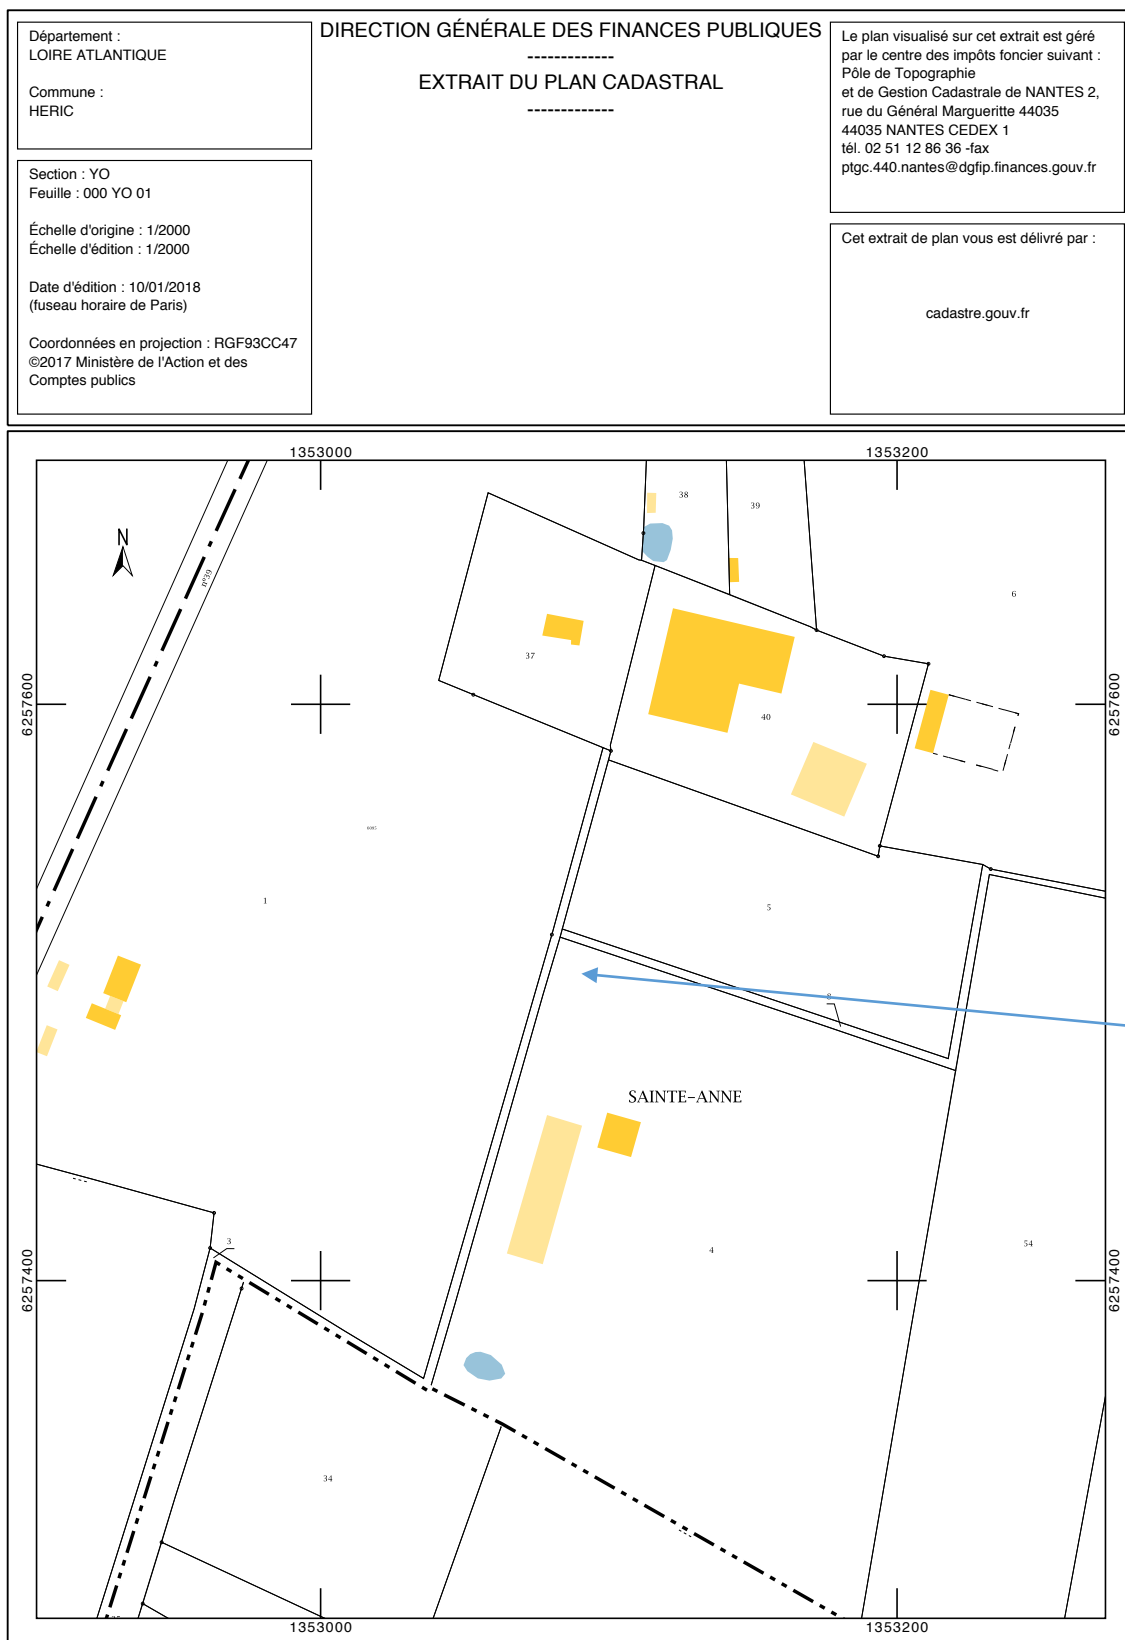 Département :
LOIRE ATLANTIQUE
Commune :
HERIC
Section : YO
Feuille : 000 YO 01
Échelle d'origine : 1/2000
Échelle d'édition : 1/2000
Date d'édition : 10/01/2018
(fuseau horaire de Paris)
Coordonnées en projection : RGF93CC47
©2017 Ministère de l'Action et des
Comptes publics
DIRECTION GÉNÉRALE DES FINANCES PUBLIQUES
-------------
EXTRAIT DU PLAN CADASTRAL
-------------
Le plan visualisé sur cet extrait est géré
par le centre des impôts foncier suivant :
Pôle de Topographie
et de Gestion Cadastrale de NANTES 2,
rue du Général Margueritte 44035
44035 NANTES CEDEX 1
tél. 02 51 12 86 36 -fax
ptgc.440.nantes@dgfip.finances.gouv.fr
Cet extrait de plan vous est délivré par :
cadastre.gouv.fr
1353000
1353200
N
38
39
n°39
6
37
6257600
6257600
40
1
5
8
SAINTE-ANNE
3
4
54
6257400
6257400
34
1353000
1353200